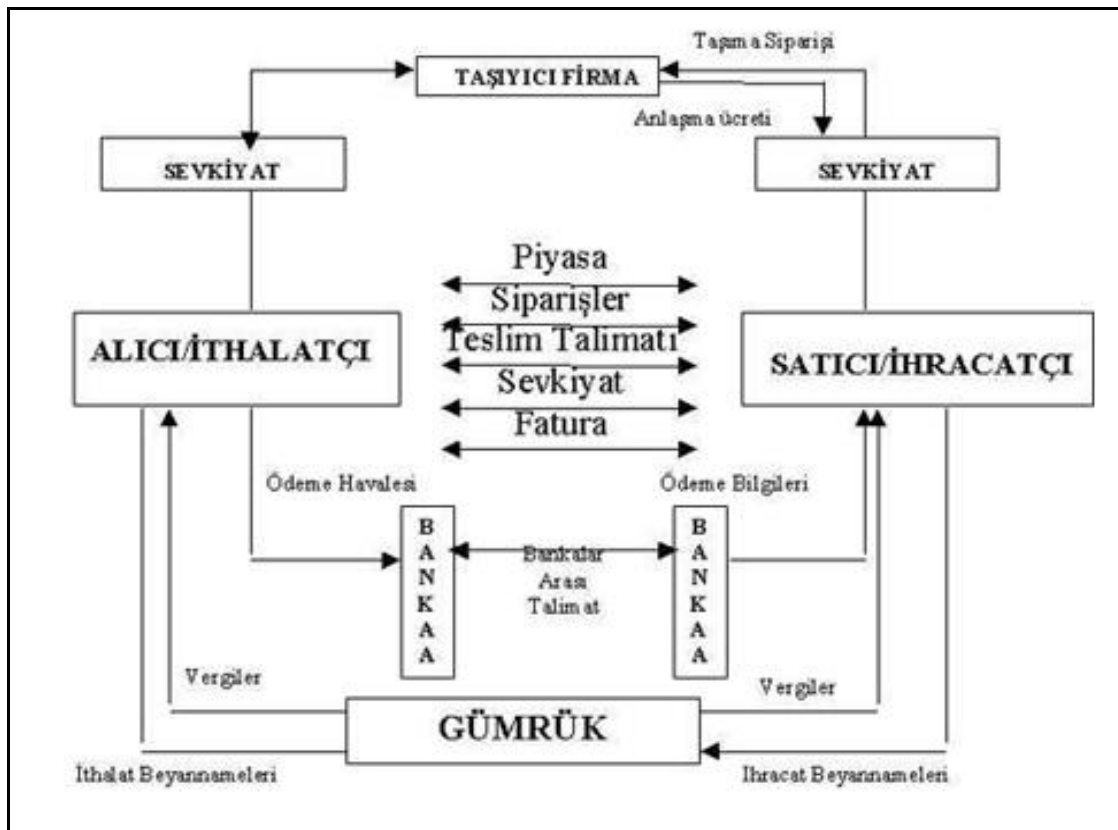 Taşıma Siparişi
TAŞIYICI FİRMA
Anlaşma ücreti
SEVKİYAT
SEVKİYAT
Piyasa
Siparişler
Teslim Talimatı
Sevkiyat
Fatura
ALICI/İTHALATÇI
SATICI/İHRACATÇI
Ödeme Havalesi
Ödeme Bilgileri
B
A
N
K
A
A
Bankalar
Arası
Talimat
B
A
N
K
A
A
Vergiler
Vergiler
GÜMRÜK
İthalat Beyannameleri
Ihracat Beyannameleri